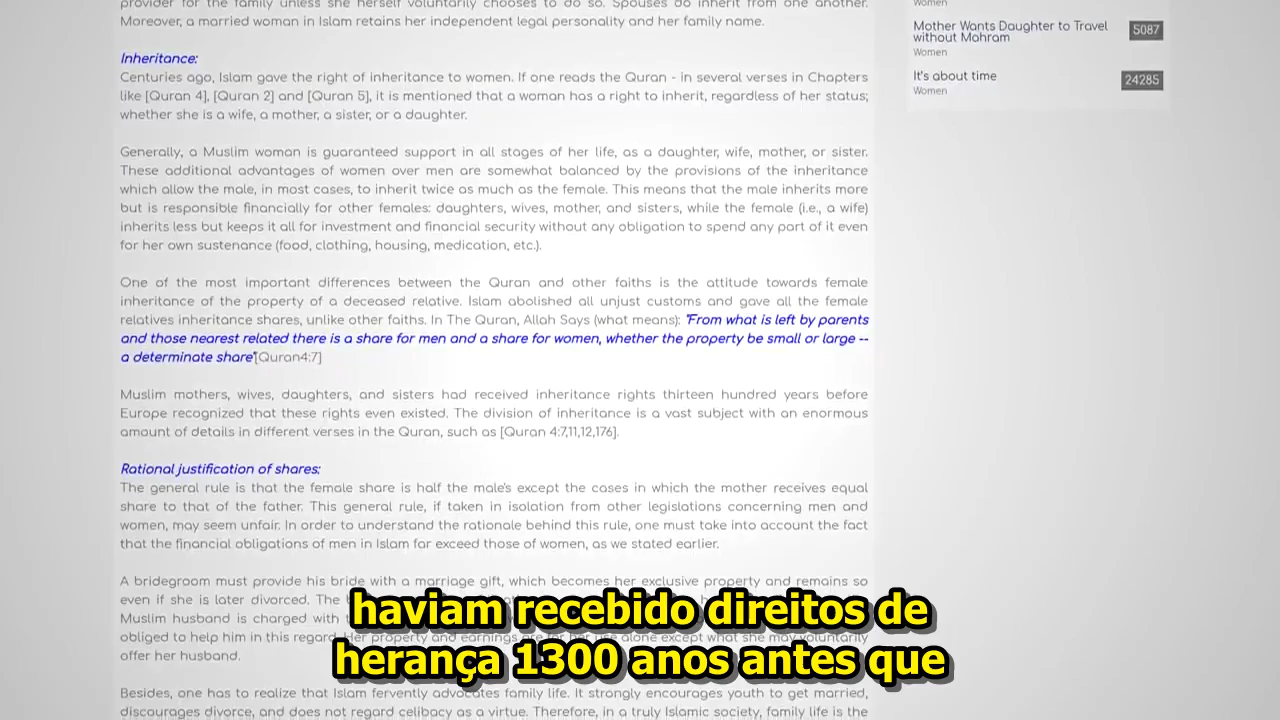 provider for the family unless she herself voluntarily chooses to do so. Spouses do inherit from one another.
Moreover, a married woman in Islam retains her independent legal personality and her family name.
Inheritance:
Centuries ago, Islam gave the right of inheritance to women. If one reads the Quran - in several verses in Chapters
like [Quran 4], [Quran 2] and [Quran 5], it is mentioned that a woman has a right to inherit, regardless of her status;
whether she is a wife, a mother, a sister, or a daughter.
Generally, a Muslim woman is guaranteed support in all stages of her life, as a daughter, wife, mother, or sister.
These additional advantages of women over men are somewhat balanced by the provisions of the inheritance
which allow the male, in most cases, to inherit twice as much as the female. This means that the male inherits more
but is responsible financially for other females: daughters, wives, mother, and sisters, while the female (i.e., a wife)
inherits less but keeps it all for investment and financial security without any obligation to spend any part of it even
for her own sustenance (food, clothing, housing, medication, etc.).
One of the most important differences between the Quran and other faiths is the attitude towards female
inheritance of the property of a deceased relative. Islam abolished all unjust customs and gave all the female
relatives inheritance shares, unlike other faiths. In The Quran, Allah Says (what means): "From what is left by parents
and those nearest related there is a share for men and a share for women, whether the property be small or large --
a determinate share"[Quran4:7]
Muslim mothers, wives, daughters, and sisters had received inheritance rights thirteen hundred years before
Europe recognized that these rights even existed. The division of inheritance is a vast subject with an enormous
amount of details in different verses in the Quran, such as [Quran 4:7,11,12,176].
Rational justification of shares:
The general rule is that the female share is half the male's except the cases in which the mother receives equal
share to that of the father. This general rule, if taken in isolation from other legislations concerning men and
women, may seem unfair. In order to understand the rationale behind this rule, one must take into account the fact
that the financial obligations of men in Islam far exceed those of women, as we stated earlier.
A bridegroom must provide his bride with a marriage gift, which becomes her exclusive property and remains so
even if she is later divorced. The
Muslim husband is charged with
obliged to help him in this regard. Her property and earnings are for her use alone except what she may voluntarily
offer her husband.
Besides, one has to realize that Islam fervently advocates family life. It strongly encourages youth to get married,
discourages divorce, and does not regard celibacy as a virtue. Therefore, in a truly Islamic society, family life is the
Women
Mother Wants Daughter to Travel
without Mahram
5087
Women
It's about time
24285
Women
haviam recebido direitos de
herança 1300 anos antes que